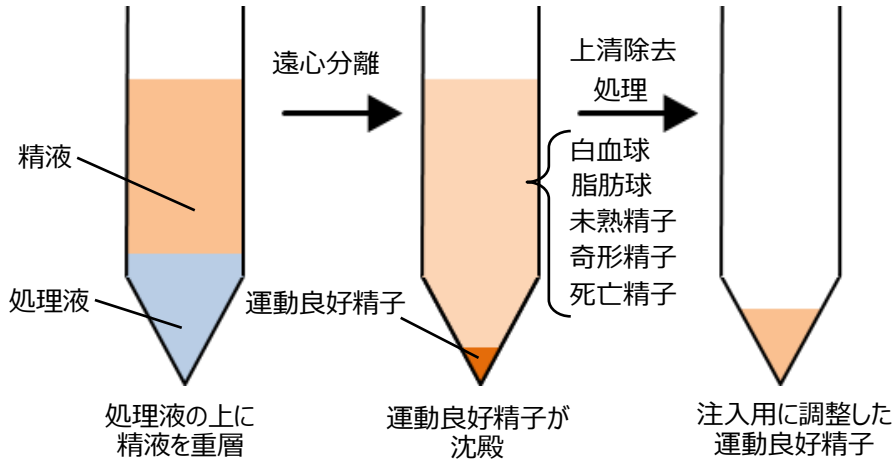 遠心分離
上清除去
処理
精液
処理液
運動良好精子
白血球
脂肪球
未熟精子
奇形精子
死亡精子
処理液の上に
精液を重層
運動良好精子が
沈殿
注入用に調整した
運動良好精子